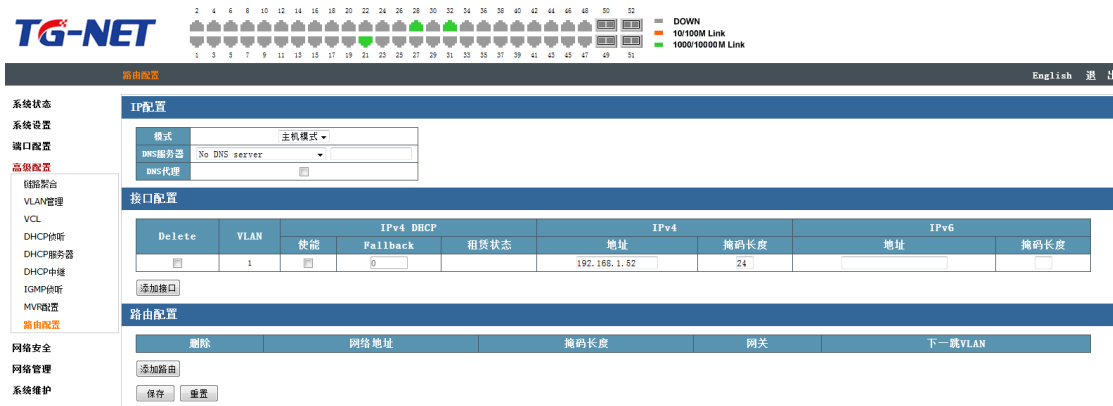 TG-NET
2 4 6 8 10 12 14 16 18 20 22 24 26 28 30 32 34 36 38 40 42 44 46 48 50 52
1 3 5 7 9 11 13 15 17 19 21 23 25 27 29 31 33 35 37 39 41 43 45 47 49 51
DOWN
10/100M Link
1000/10000M Link
路由配置
English 退 出
系统状态
系统设置
端口配置
高级配置
链路聚合
VLAN管理
VCL
DHCP侦听
DHCP服务器
DHCP中继
IGMP侦听
MVR配置
路由配置
网络安全
网络管理
系统维护
IP配置
模式 主机模式
DNS服务器 No DNS server
DNS代理
接口配置
Delete VLAN IPv4 DHCP IPv4 IPv6
使能 Fallback 租赁状态 地址 掩码长度 地址 掩码长度
1 0 192.168.1.52 24
添加接口
路由配置
删除 网络地址 掩码长度 网关 下一跳VLAN
添加路由
保存 重置